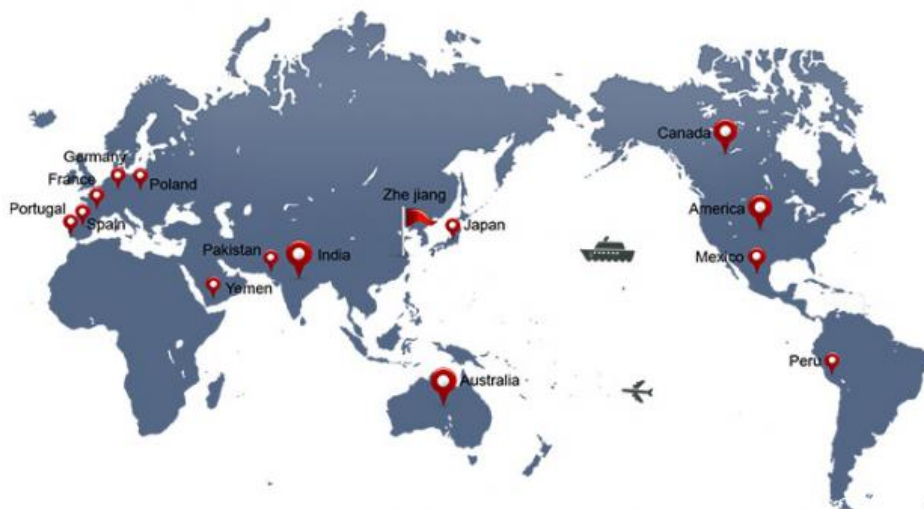 Canada
Germany
France
Poland
Zhe jiang
Portugal
Spain
America
Japan
Pakistan
India
Mexico
Yemen
Peru
Australia